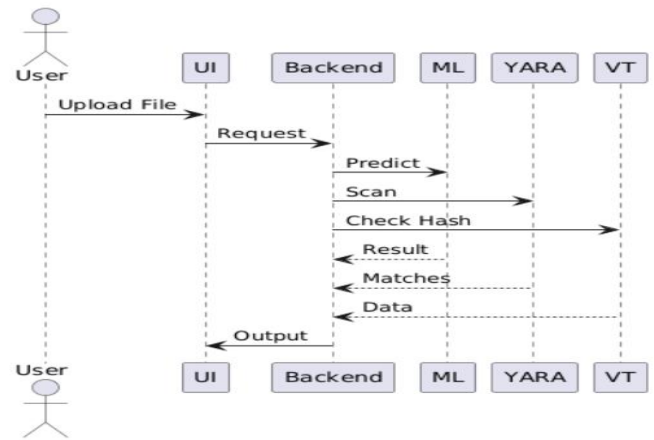 User
UI
Backend
ML
YARA
VT
Upload File
Request
Predict
Scan
Check Hash
Result
Matches
Data
Output
User
UI
Backend
ML
YARA
VT